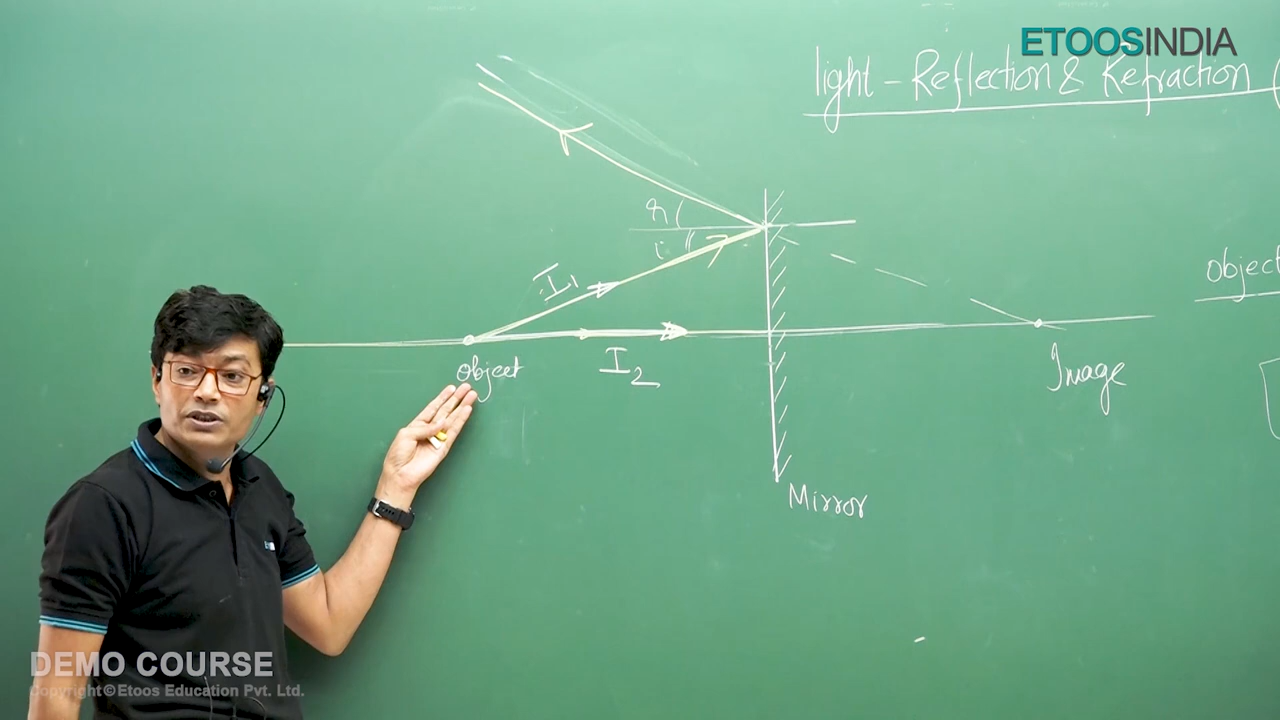 ETOOSINDIA
light - Reflection & Refraction (
r
i
I1
object
I2
object
Image
Mirror
DEMO COURSE
Copyright © Etoos Education Pvt. Ltd.